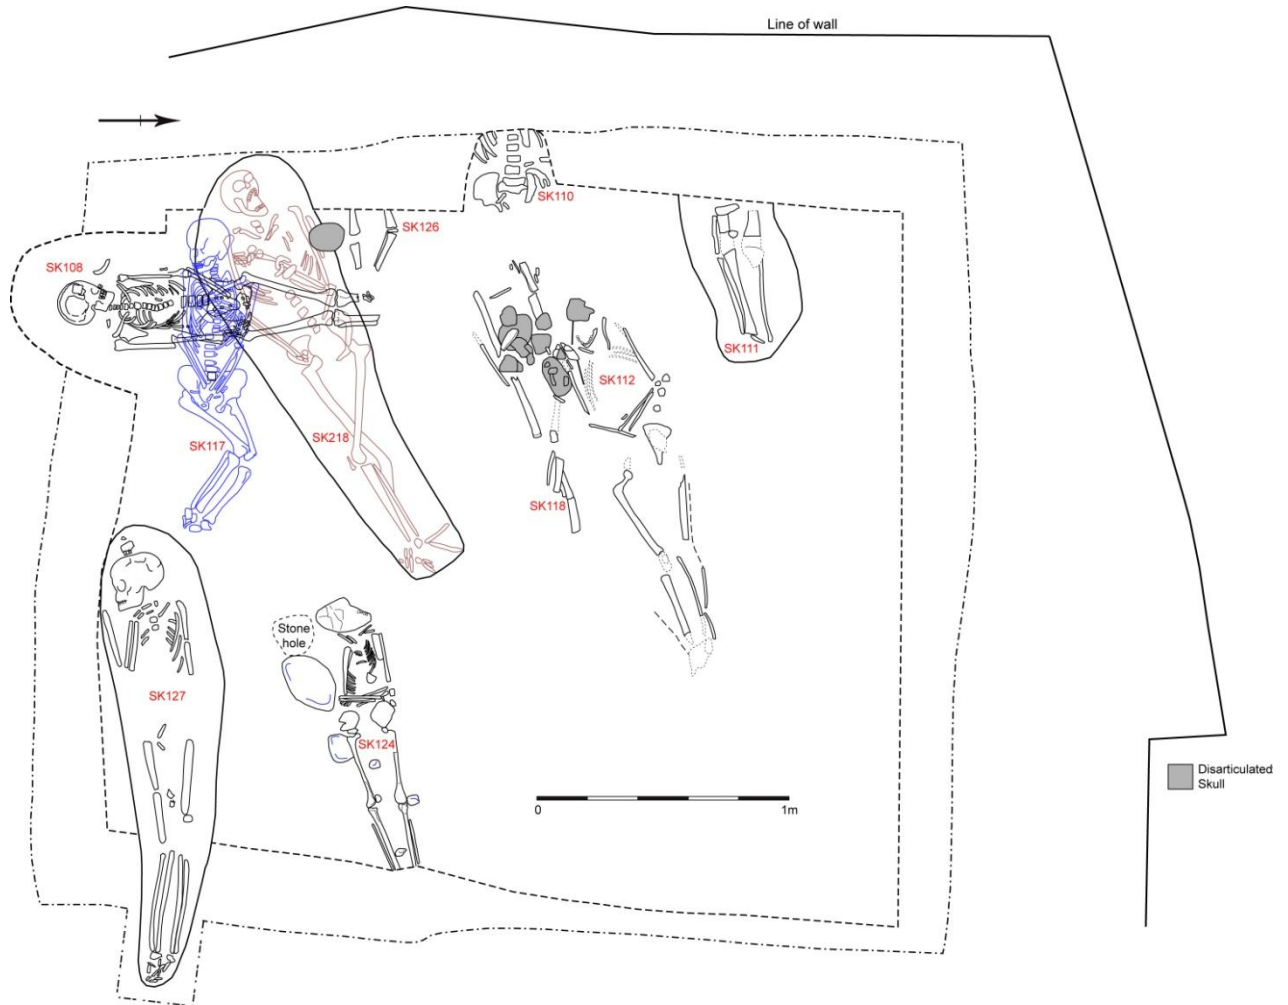 Line of wall
SK110
SK126
SK108
SK111
SK112
SK117
SK218
SK118
Stone
hole
SK127
SK124
0
1m
Disarticulated
Skull